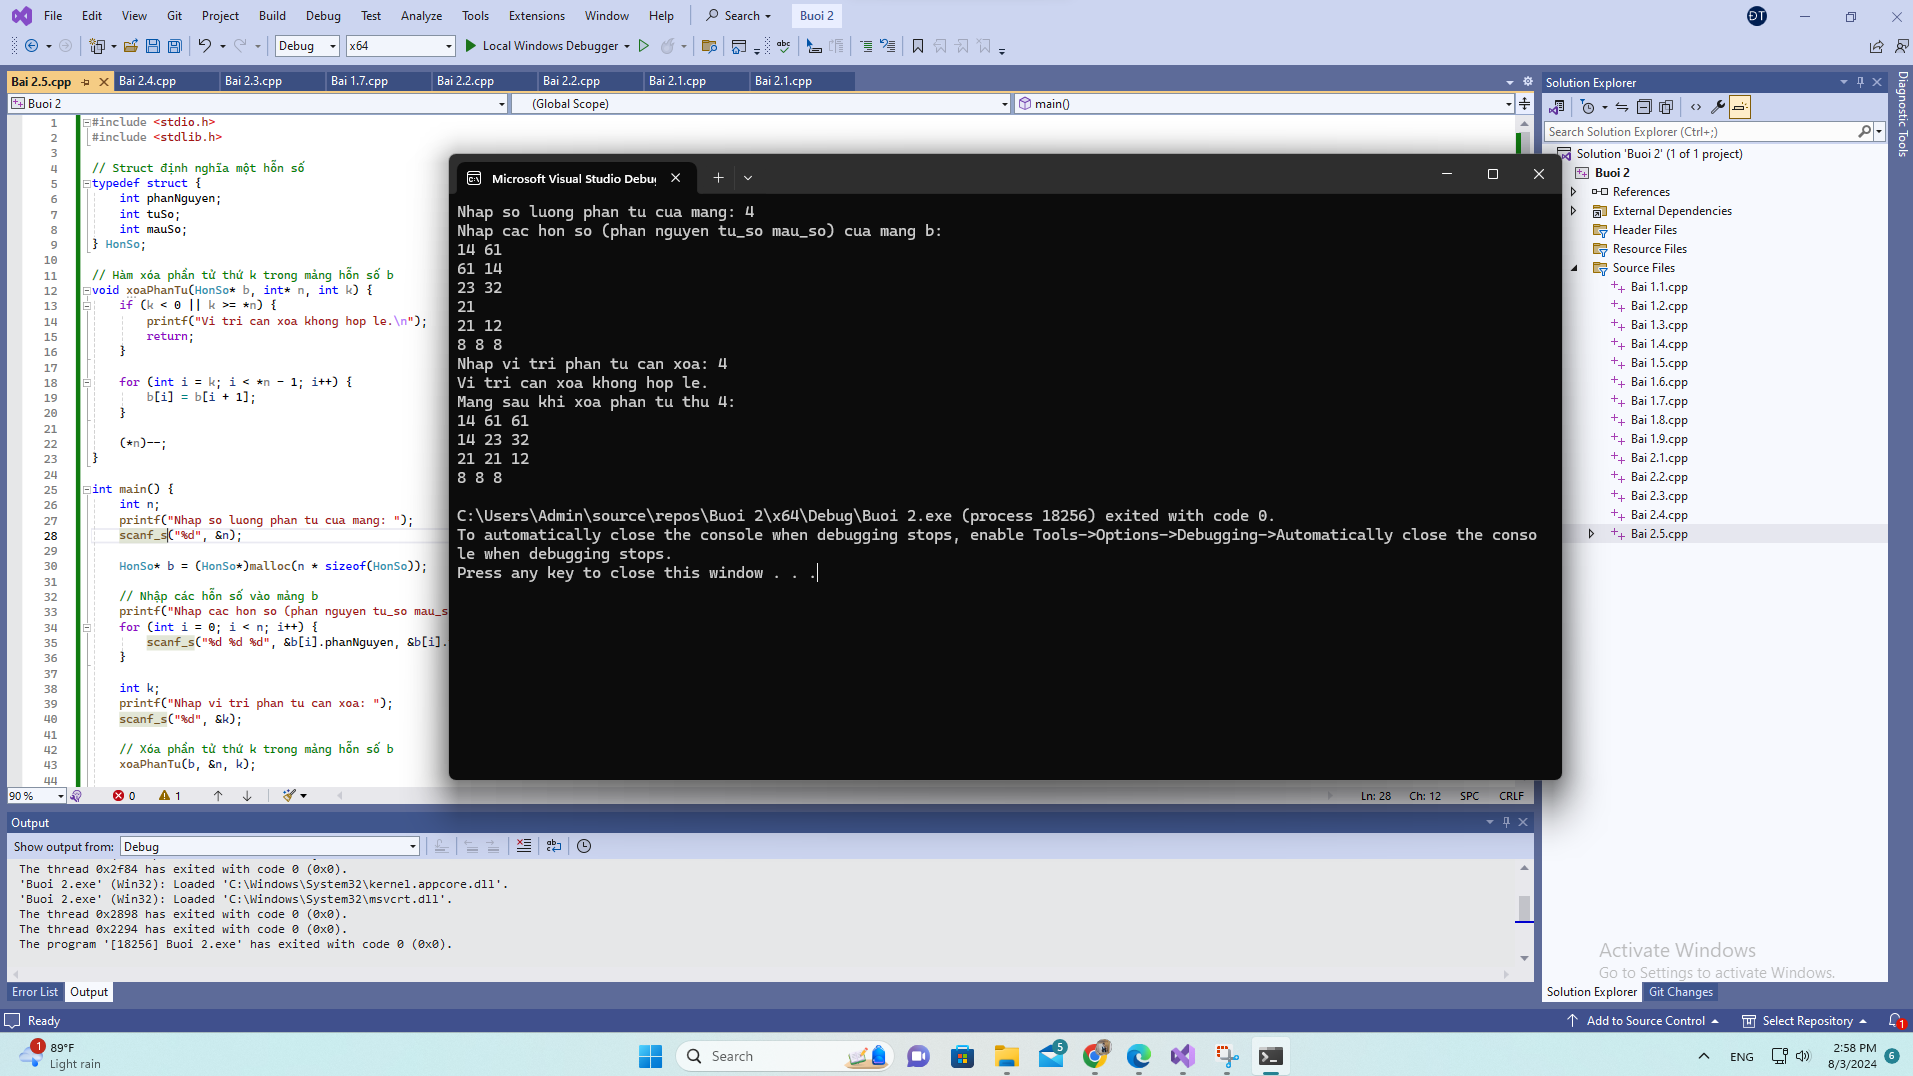 File Edit View Git Project Build Debug Test Analyze Tools Extensions Window Help Search Buoi 2 ĐT
Debug x64 Local Windows Debugger
Bai 2.5.cpp Bai 2.4.cpp Bai 2.3.cpp Bai 1.7.cpp Bai 2.2.cpp Bai 2.2.cpp Bai 2.1.cpp Bai 2.1.cpp
Buoi 2 (Global Scope) main()
1 #include <stdio.h>
2 #include <stdlib.h>
3
4 // Struct định nghĩa một hỗn số
5 typedef struct {
6 int phanNguyen;
7 int tuSo;
8 int mauSo;
9 } HonSo;
10
11 // Hàm xóa phần tử thứ k trong mảng hỗn số b
12 void xoaPhanTu(HonSo* b, int* n, int k) {
13 if (k < 0 || k >= *n) {
14 printf("Vi tri can xoa khong hop le.\n");
15 return;
16 }
17
18 for (int i = k; i < *n - 1; i++) {
19 b[i] = b[i + 1];
20 }
21
22 (*n)--;
23 }
24
25 int main() {
26 int n;
27 printf("Nhap so luong phan tu cua mang: ");
28 scanf_s("%d", &n);
29
30 HonSo* b = (HonSo*)malloc(n * sizeof(HonSo));
31
32 // Nhập các hỗn số vào mảng b
33 printf("Nhap cac hon so (phan nguyen tu_so mau_s
34 for (int i = 0; i < n; i++) {
35 scanf_s("%d %d %d", &b[i].phanNguyen, &b[i].
36 }
37
38 int k;
39 printf("Nhap vi tri phan tu can xoa: ");
40 scanf_s("%d", &k);
41
42 // Xóa phần tử thứ k trong mảng hỗn số b
43 xoaPhanTu(b, &n, k);
44
90 % 0 1 Ln: 28 Ch: 12 SPC CRLF
Microsoft Visual Studio Debu
Nhap so luong phan tu cua mang: 4
Nhap cac hon so (phan nguyen tu_so mau_so) cua mang b:
14 61
61 14
23 32
21
21 12
8 8 8
Nhap vi tri phan tu can xoa: 4
Vi tri can xoa khong hop le.
Mang sau khi xoa phan tu thu 4:
14 61 61
14 23 32
21 21 12
8 8 8
C:\Users\Admin\source\repos\Buoi 2\x64\Debug\Buoi 2.exe (process 18256) exited with code 0.
To automatically close the console when debugging stops, enable Tools->Options->Debugging->Automatically close the conso
le when debugging stops.
Press any key to close this window . . .
Solution Explorer
Search Solution Explorer (Ctrl+;)
Solution 'Buoi 2' (1 of 1 project)
Buoi 2
References
External Dependencies
Header Files
Resource Files
Source Files
Bai 1.1.cpp
Bai 1.2.cpp
Bai 1.3.cpp
Bai 1.4.cpp
Bai 1.5.cpp
Bai 1.6.cpp
Bai 1.7.cpp
Bai 1.8.cpp
Bai 1.9.cpp
Bai 2.1.cpp
Bai 2.2.cpp
Bai 2.3.cpp
Bai 2.4.cpp
Bai 2.5.cpp
Diagnostic Tools
Output
Show output from: Debug
The thread 0x2f84 has exited with code 0 (0x0).
'Buoi 2.exe' (Win32): Loaded 'C:\Windows\System32\kernel.appcore.dll'.
'Buoi 2.exe' (Win32): Loaded 'C:\Windows\System32\msvcrt.dll'.
The thread 0x2898 has exited with code 0 (0x0).
The thread 0x2294 has exited with code 0 (0x0).
The program '[18256] Buoi 2.exe' has exited with code 0 (0x0).
Error List Output
Activate Windows
Go to Settings to activate Windows.
Solution Explorer Git Changes
Ready Add to Source Control Select Repository 1
1 89°F
Light rain
Search
5
ENG
2:58 PM
8/3/2024
6